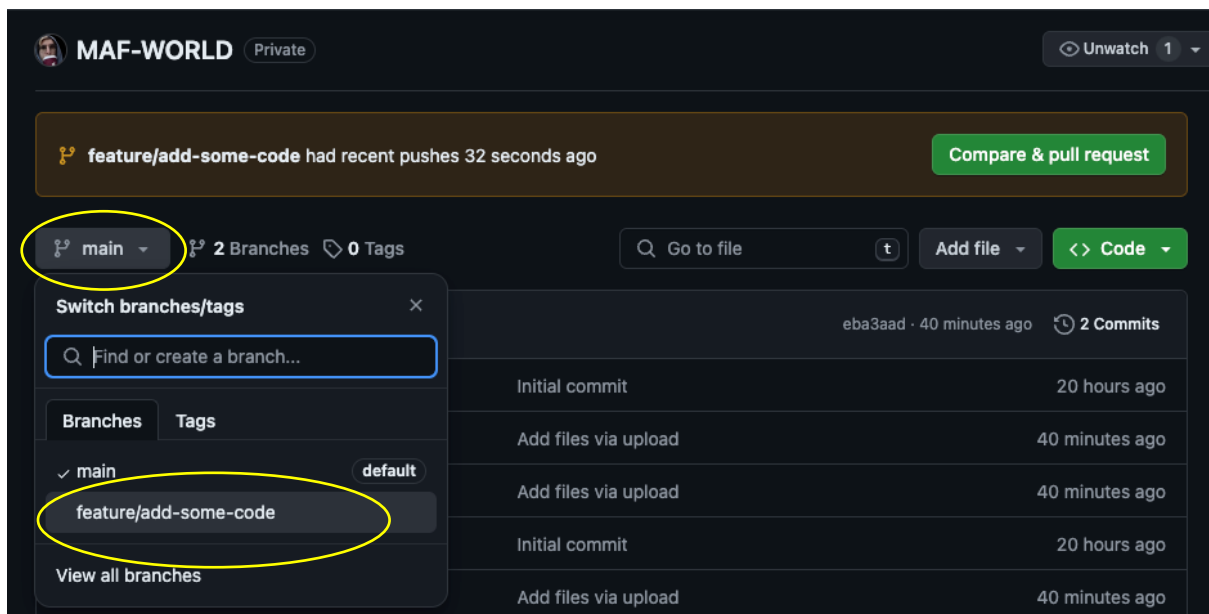 MAF-WORLD Private Unwatch 1
feature/add-some-code had recent pushes 32 seconds ago Compare & pull request
main 2 Branches 0 Tags Go to file t Add file <> Code
Switch branches/tags
eba3aad · 40 minutes ago 2 Commits
Find or create a branch...
Initial commit 20 hours ago
Branches Tags
Add files via upload 40 minutes ago
main default
Add files via upload 40 minutes ago
feature/add-some-code
Initial commit 20 hours ago
View all branches
Add files via upload 40 minutes ago